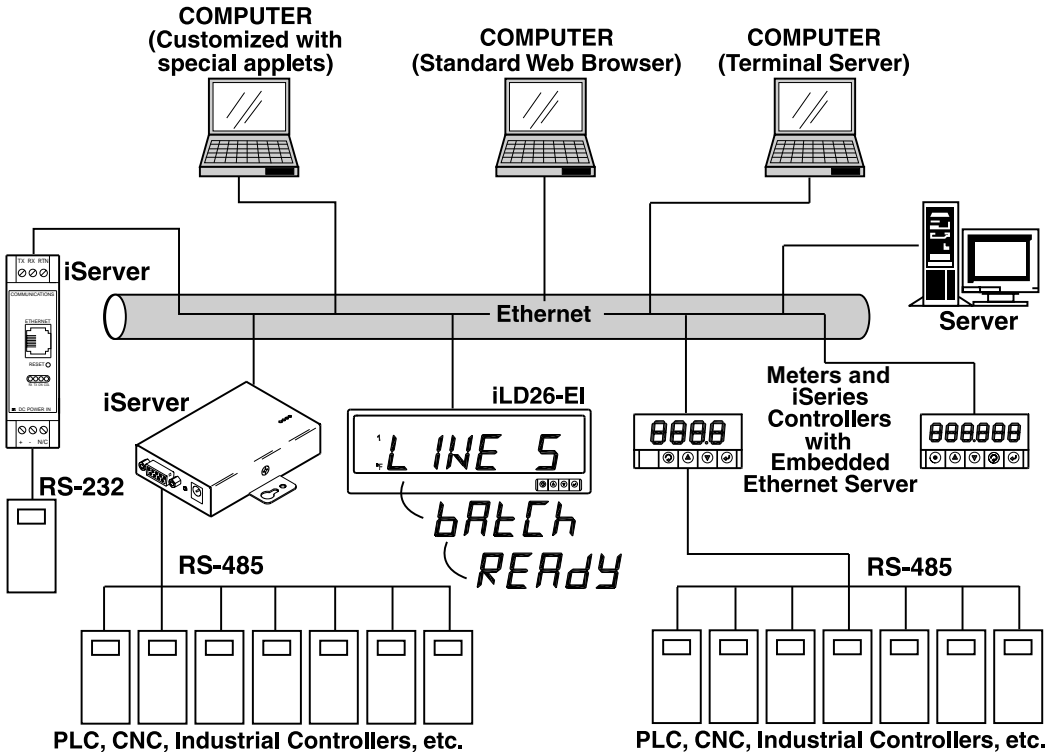 COMPUTER
(Customized with
special applets)
COMPUTER
(Standard Web Browser)
COMPUTER
(Terminal Server)
TX RX RTN
iServer
COMMUNICATIONS
ETHERNET
RESET
DC POWER IN
+ - N/C
Ethernet
Server
iServer
iLD26-EI
1
LINE 5
°F
bAtCh
REAdY
888.8
Meters and
iSeries
Controllers
with
Embedded
Ethernet Server
888.888
RS-232
RS-485
RS-485
PLC, CNC, Industrial Controllers, etc.
PLC, CNC, Industrial Controllers, etc.